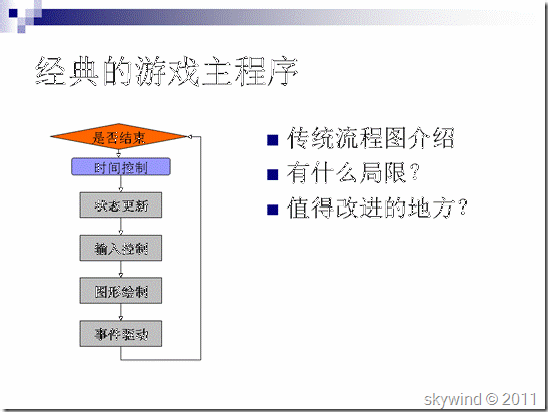 经典的游戏主程序
是否结束
时间控制
状态更新
输入控制
图形绘制
事件驱动
传统流程图介绍
有什么局限？
值得改进的地方？
skywind © 2011